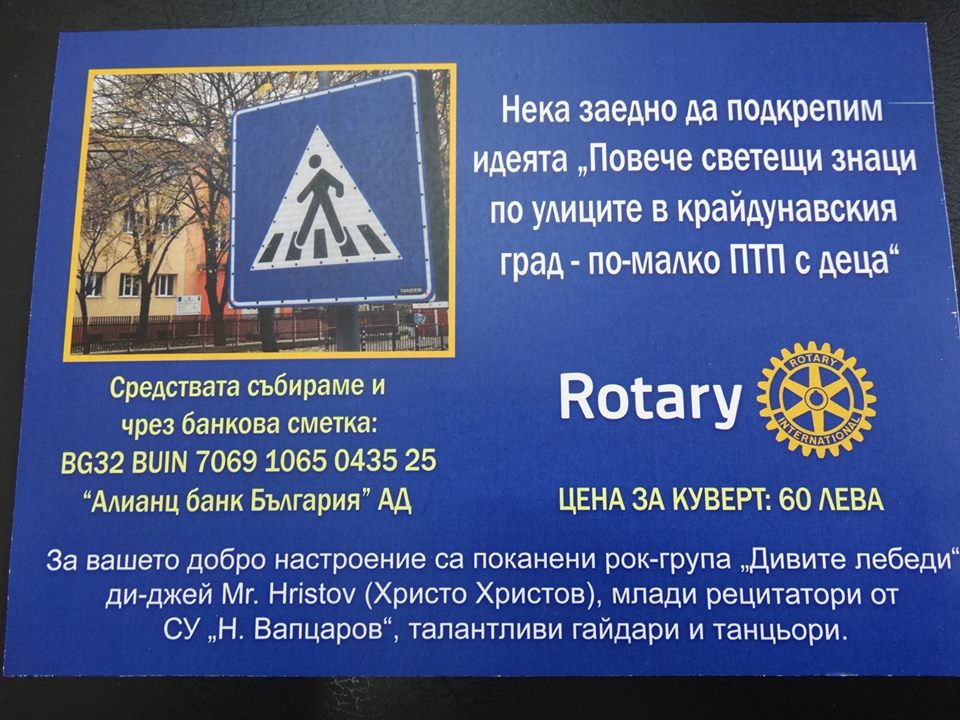 Нека заедно да подкрепим
идеята „Повече светещи знаци
по улиците в крайдунавския
град - по-малко ПТП с деца“
TANDEM
Средствата събираме и
чрез банкова сметка:
BG32 BUIN 7069 1065 0435 25
“Алианц банк България” АД
Rotary
ROTARY
INTERNATIONAL
ЦЕНА ЗА КУВЕРТ: 60 ЛЕВА
За вашето добро настроение са поканени рок-група „Дивите лебеди“
ди-джей Mr. Hristov (Христо Христов), млади рецитатори от
СУ „Н. Вапцаров“, талантливи гайдари и танцьори.